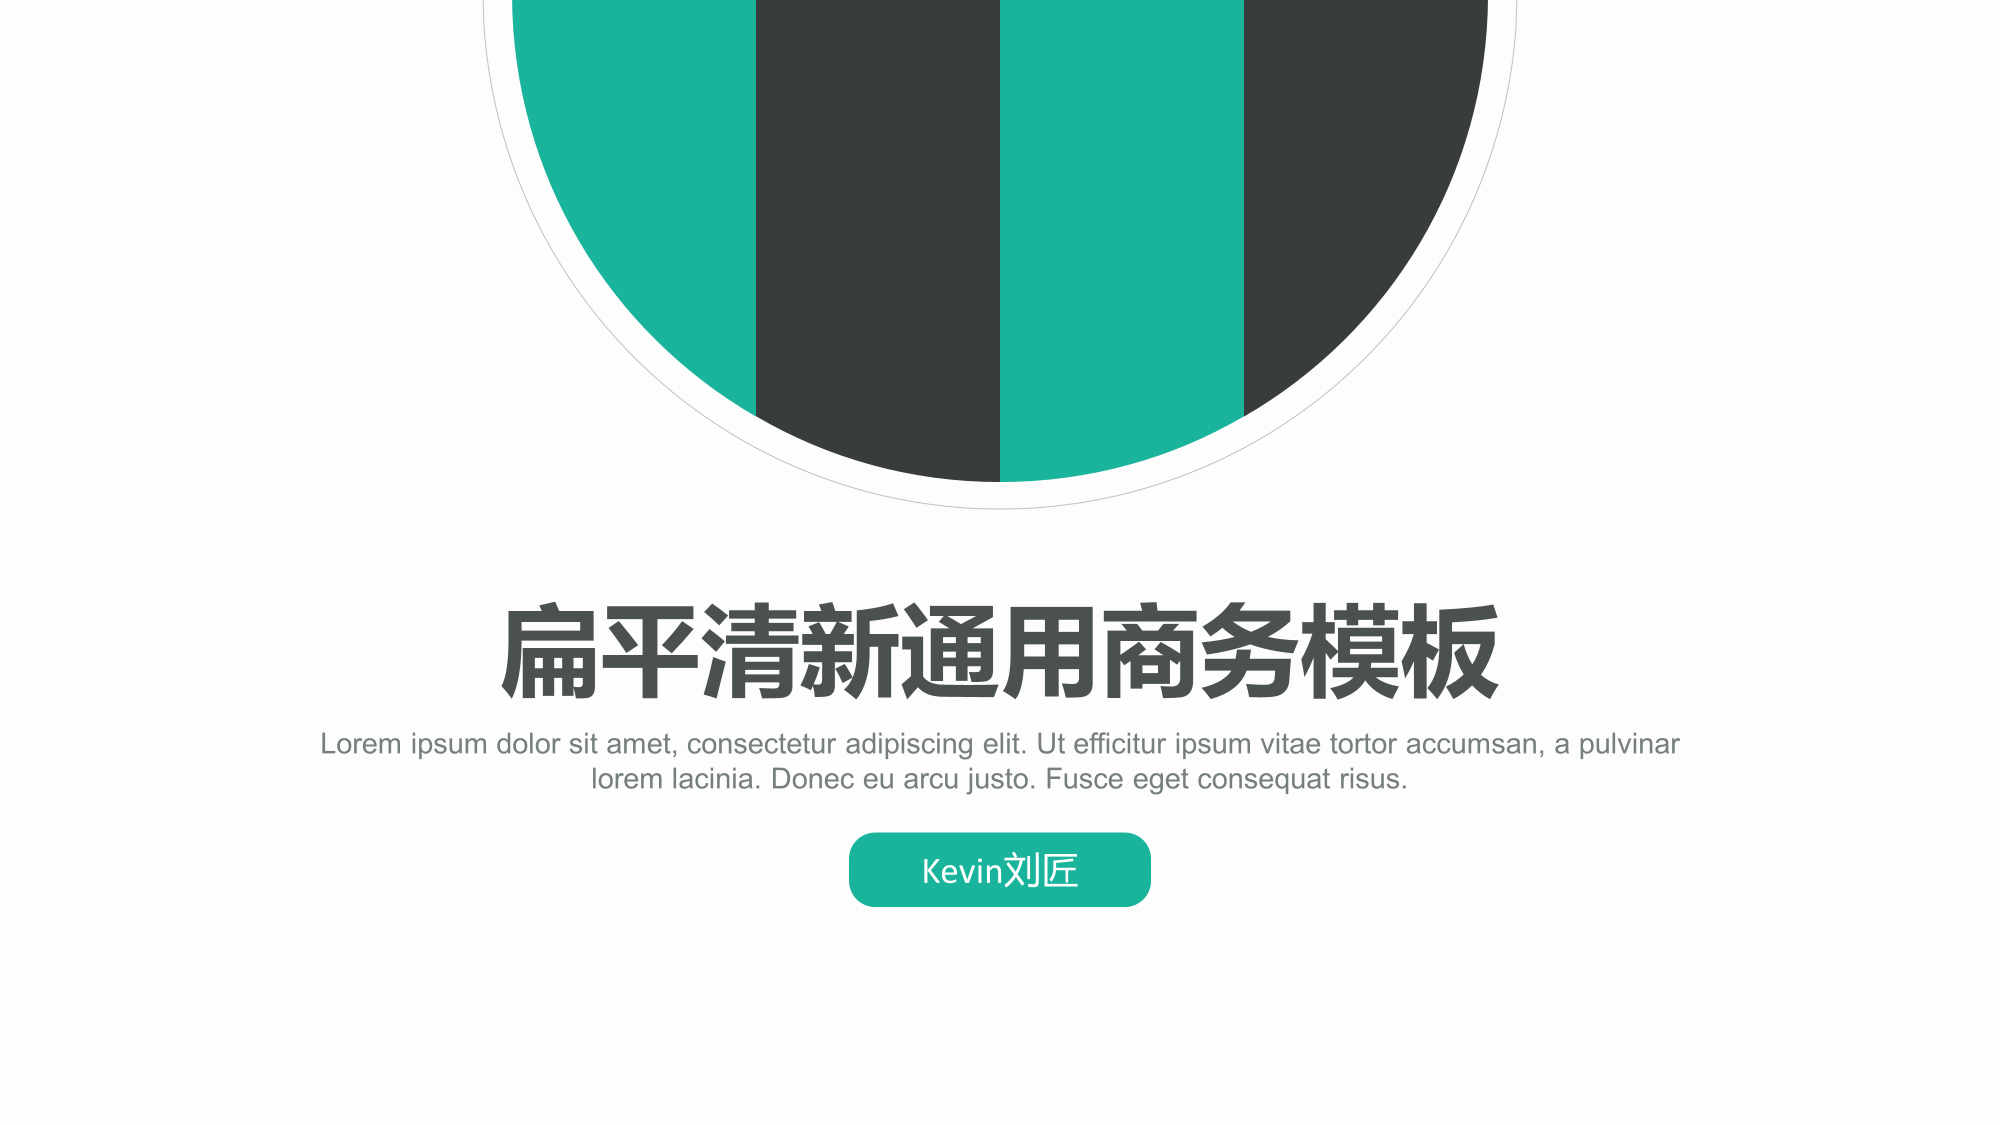 扁平清新通用商务模板
Lorem ipsum dolor sit amet, consectetur adipiscing elit. Ut efficitur ipsum vitae tortor accumsan, a pulvinar
lorem lacinia. Donec eu arcu justo. Fusce eget consequat risus.
Kevin刘匠